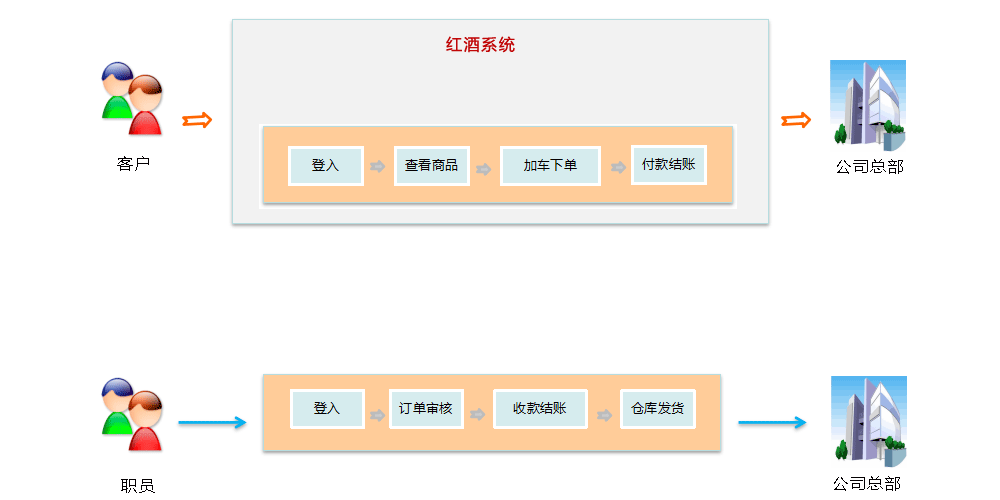 红酒系统
登入
查看商品
加车下单
付款结账
客户
公司总部
登入
订单审核
收款结账
仓库发货
职员
公司总部